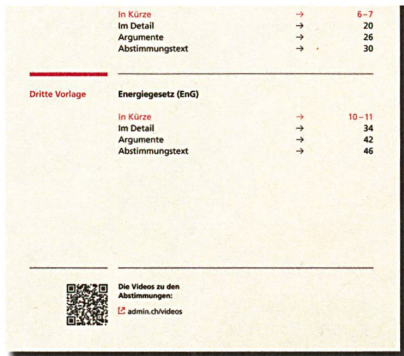 In Kürze → 6–7
Im Detail → 20
Argumente → 26
Abstimmungstext → 30
Dritte Vorlage Energiegesetz (EnG)
In Kürze → 10–11
Im Detail → 34
Argumente → 42
Abstimmungstext → 46
Die Videos zu den
Abstimmungen:
admin.ch/videos